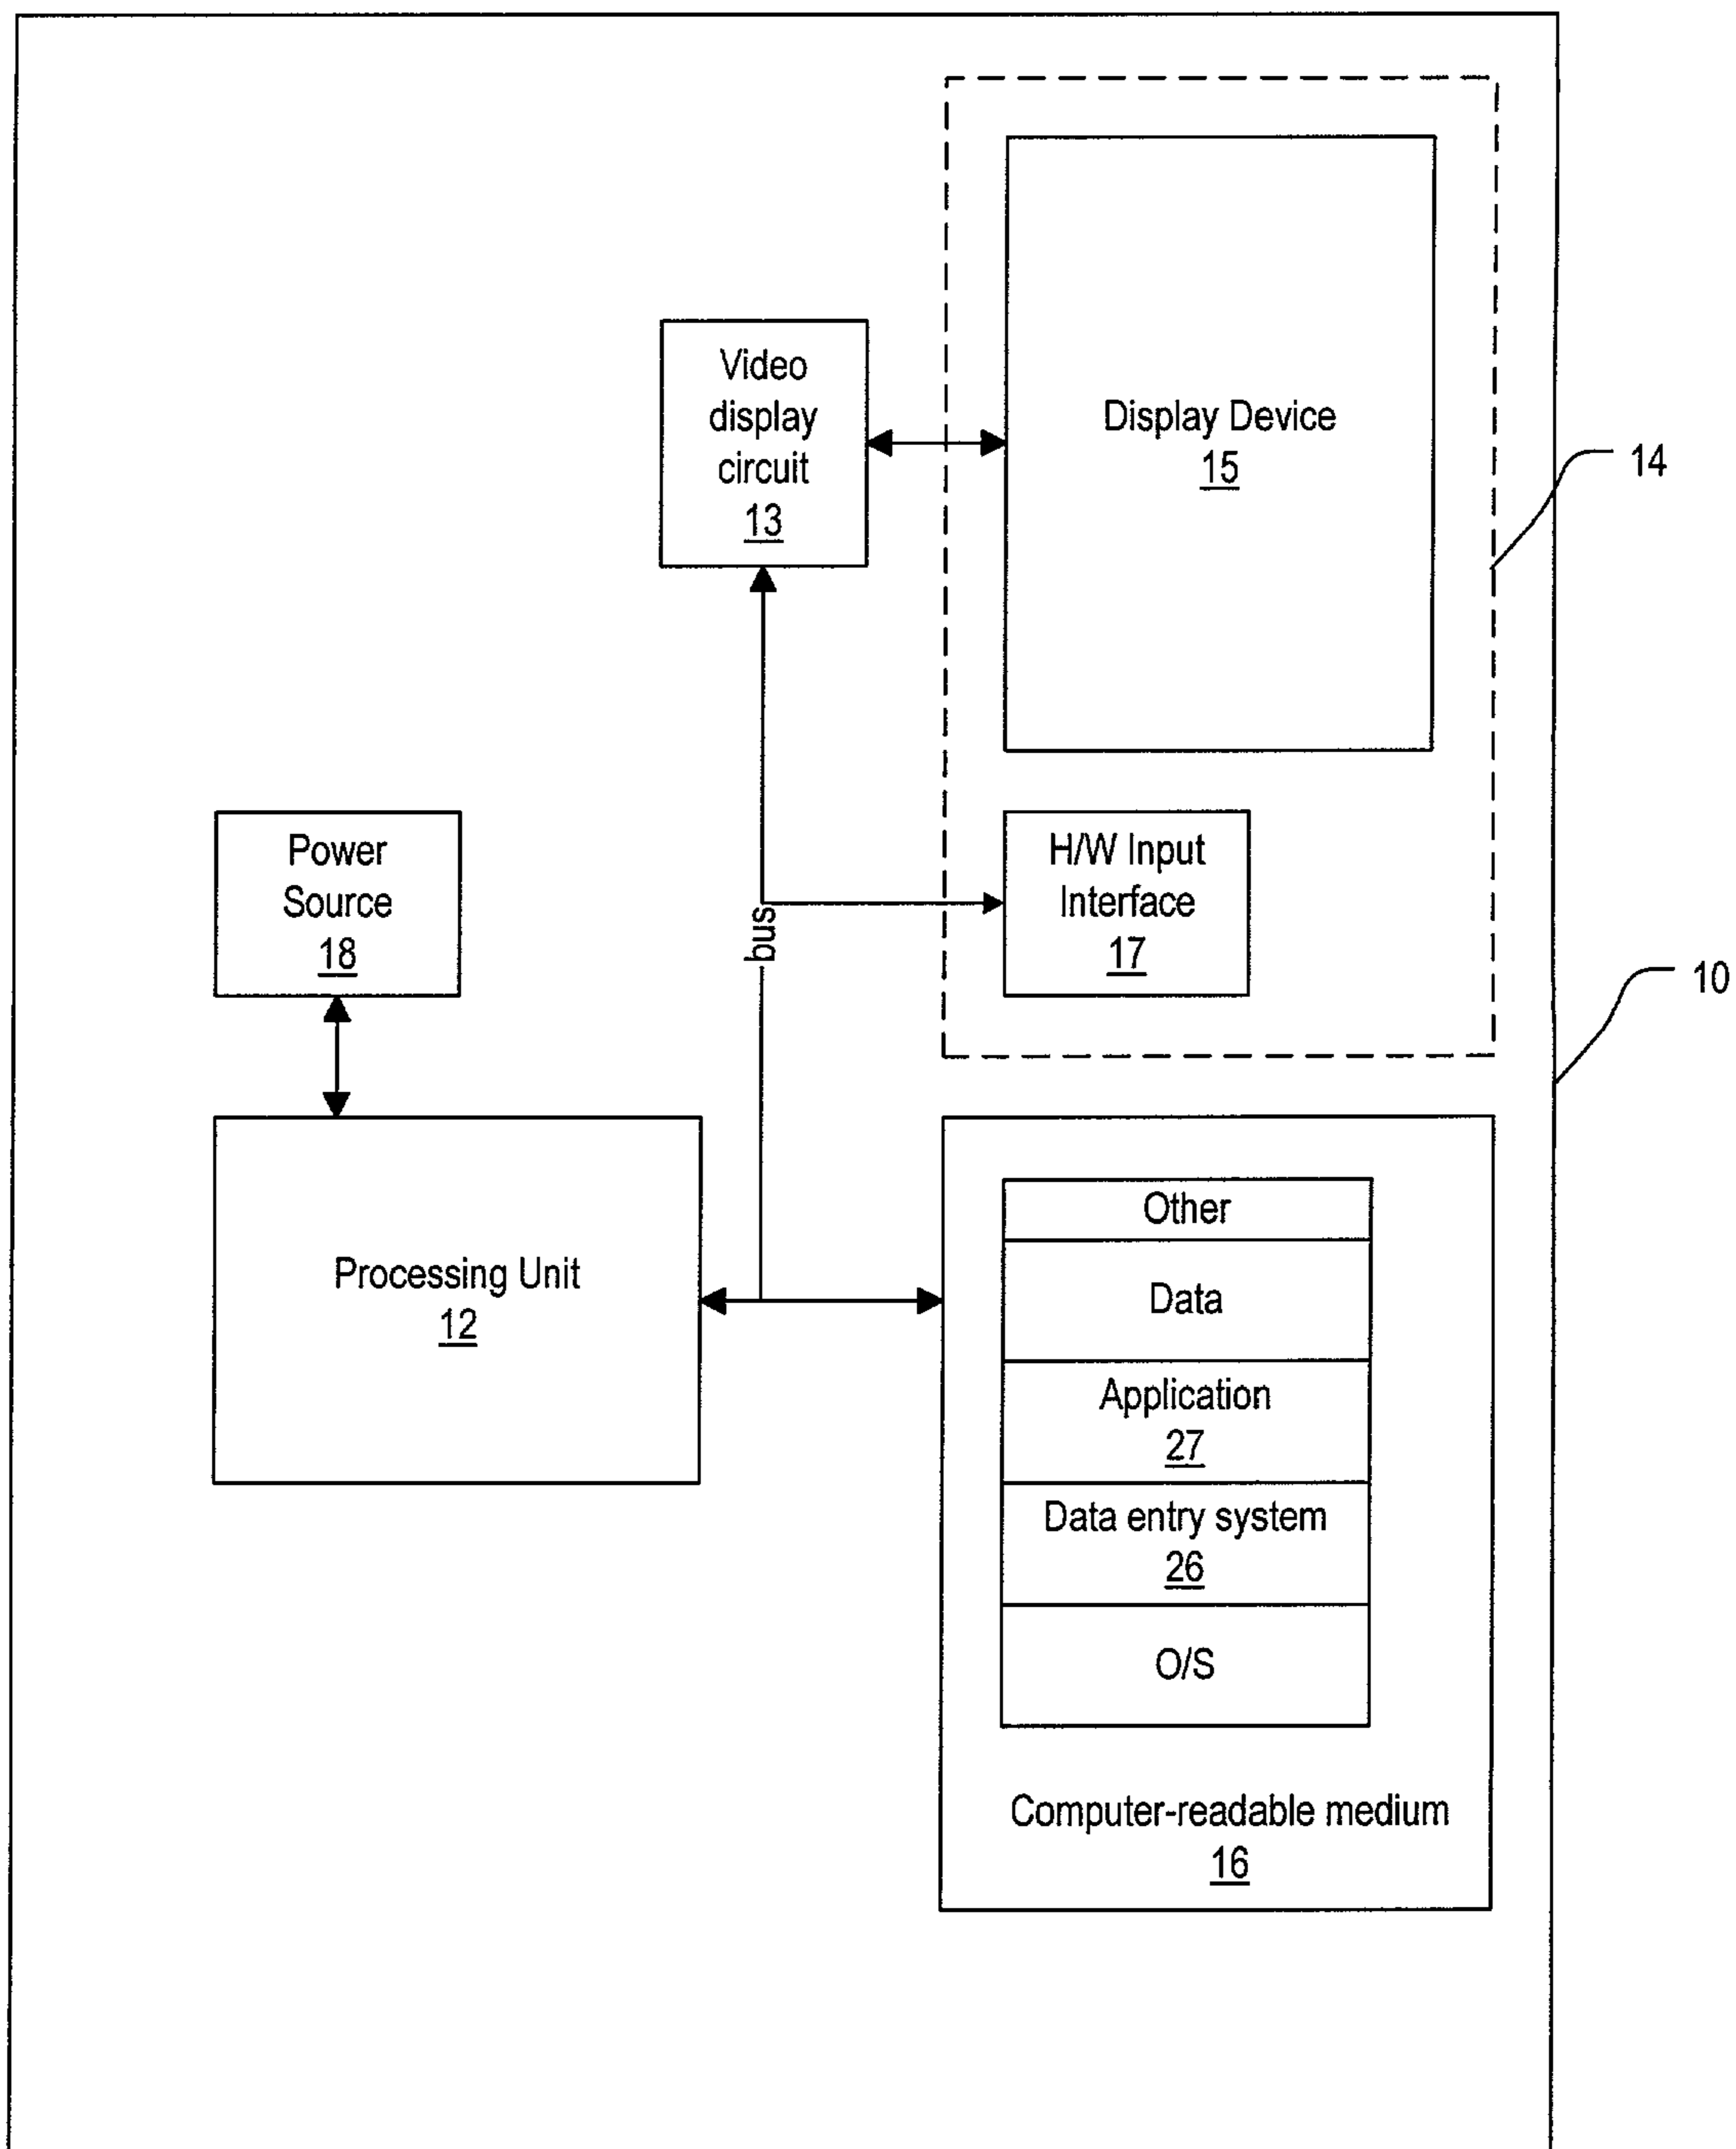 Video
display
circuit
13
Display Device
15
14
Power
Source
18
bus
H/W Input
Interface
17
10
Processing Unit
12
Other
Data
Application
27
Data entry system
26
O/S
Computer-readable medium
16